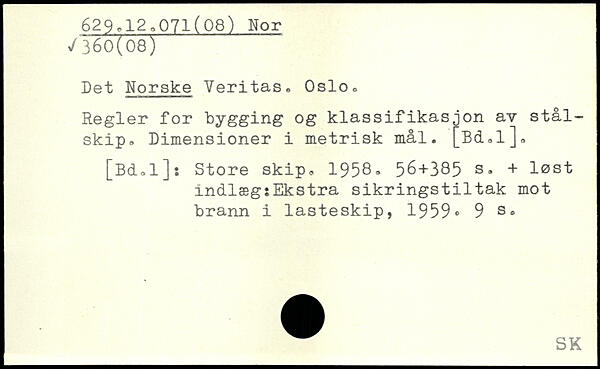 629.12.071(08) Nor
√360(08)
Det Norske Veritas. Oslo.
Regler for bygging og klassifikasjon av stål-
skip. Dimensioner i metrisk mål. [Bd.1].
[Bd.1]: Store skip. 1958. 56+385 s. + løst
indlæg:Ekstra sikringstiltak mot
brann i lasteskip, 1959. 9 s.
SK